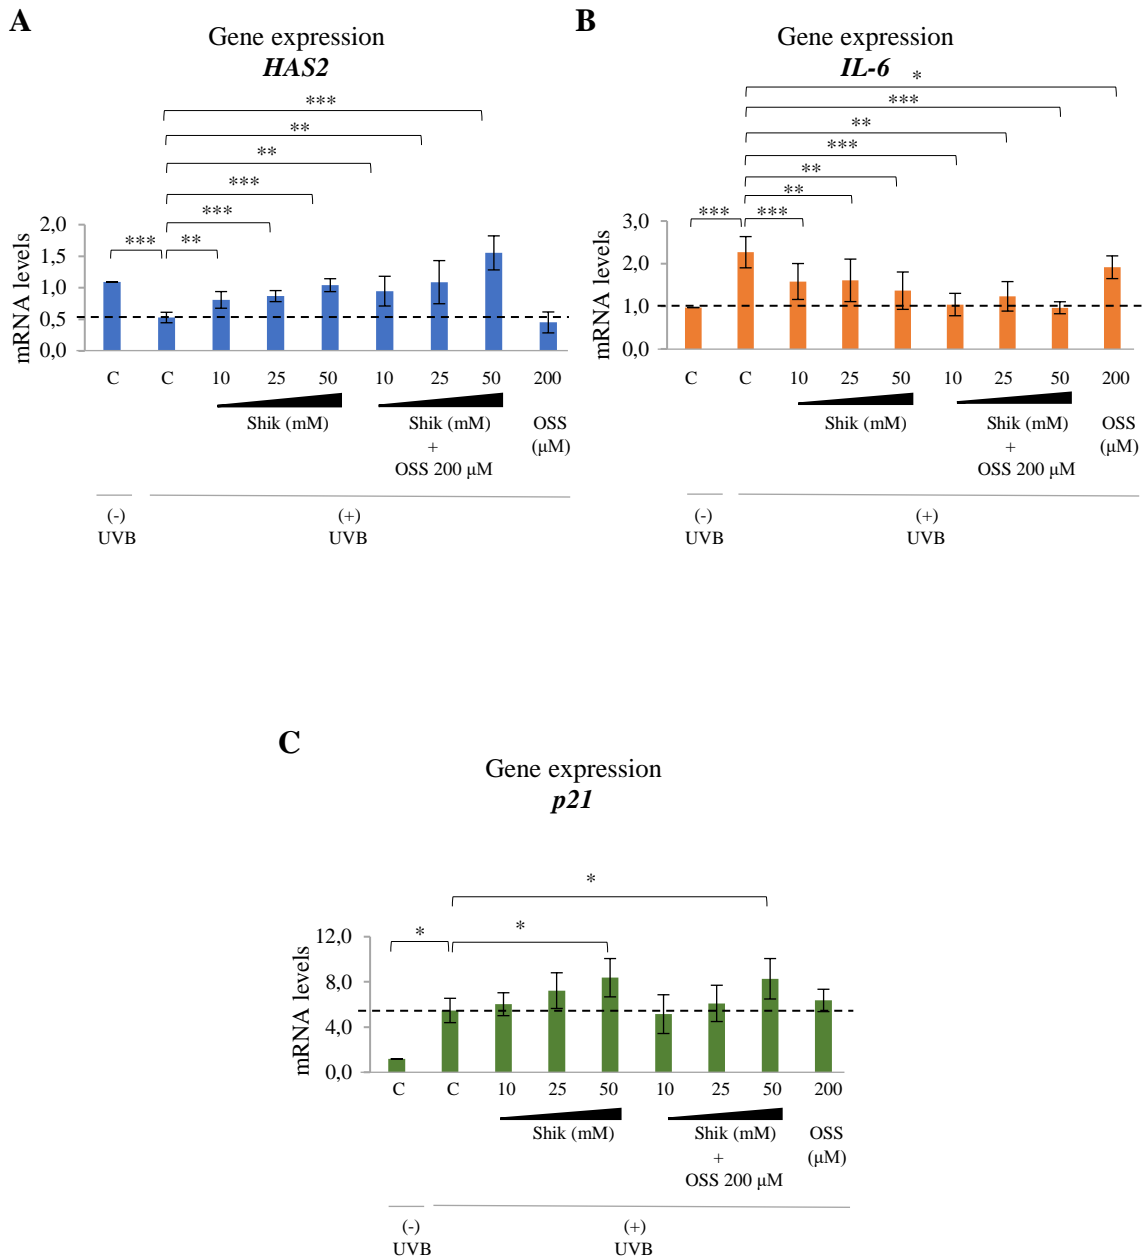 A
Gene expression
HAS2
***
**
**
***
***
***
**
mRNA levels
2,0
1,5
1,0
0,5
0,0
C
C
10
25
50
10
25
50
200
Shik (mM)
Shik (mM)
+
OSS 200 μM
OSS
(μM)
(-)
UVB
(+)
UVB
B
Gene expression
IL-6
*
***
**
***
**
**
***
***
mRNA levels
3,0
2,0
1,0
0,0
C
C
10
25
50
10
25
50
200
Shik (mM)
Shik (mM)
+
OSS 200 μM
OSS
(μM)
(-)
UVB
(+)
UVB
C
Gene expression
p21
*
*
*
mRNA levels
12,0
8,0
4,0
0,0
C
C
10
25
50
10
25
50
200
Shik (mM)
Shik (mM)
+
OSS 200 μM
OSS
(μM)
(-)
UVB
(+)
UVB